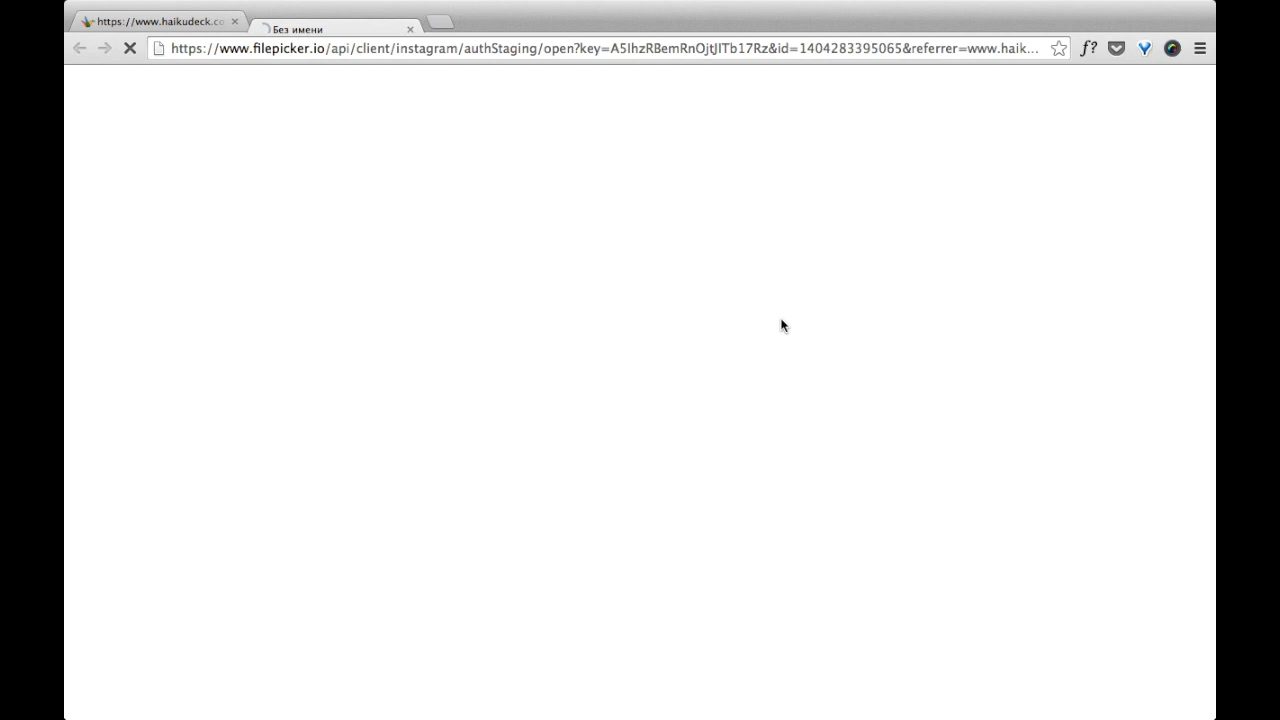 https://www.haikudeck.co
Без имени
https://www.filepicker.io/api/client/instagram/authStaging/open?key=A5IhzRBemRnOjtJITb17Rz&id=1404283395065&referrer=www.haik...
f?